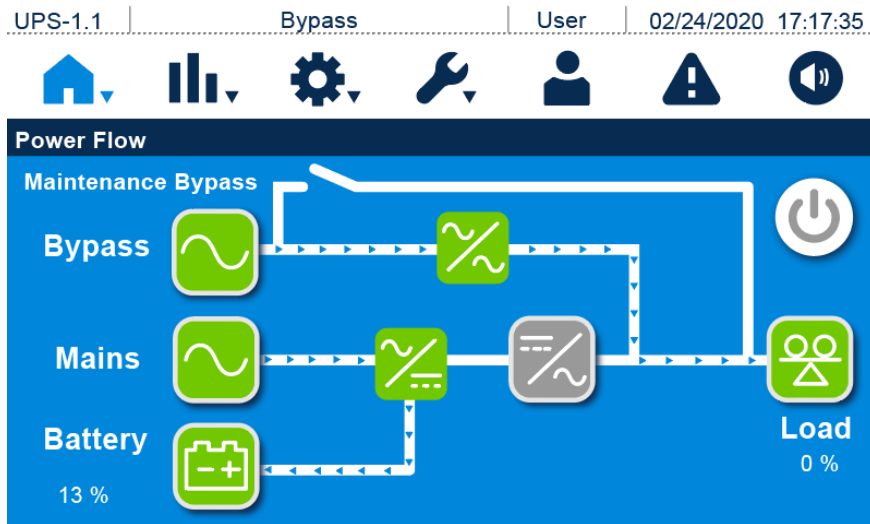 UPS-1.1 Bypass User 02/24/2020 17:17:35
Power Flow
Maintenance Bypass
Bypass
Mains
Battery
13 %
Load
0 %